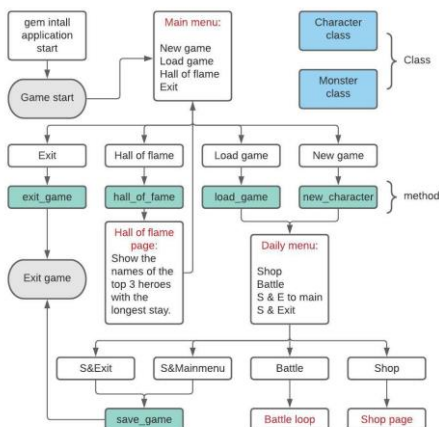 gem intall
application
start
Main menu:
New game
Load game
Hall of flame
Exit
Character
class
Monster
class
Class
Game start
Exit
Hall of flame
Load game
New game
exit_game
hall_of_fame
load_game
new_character
method
Hall of flame
page:
Show the
names of the
top 3 heroes
with the
longest stay.
Daily menu:
Shop
Battle
S & E to main
S & Exit
Exit game
S&Exit
S&Mainmenu
Battle
Shop
save_game
Battle loop
Shop page